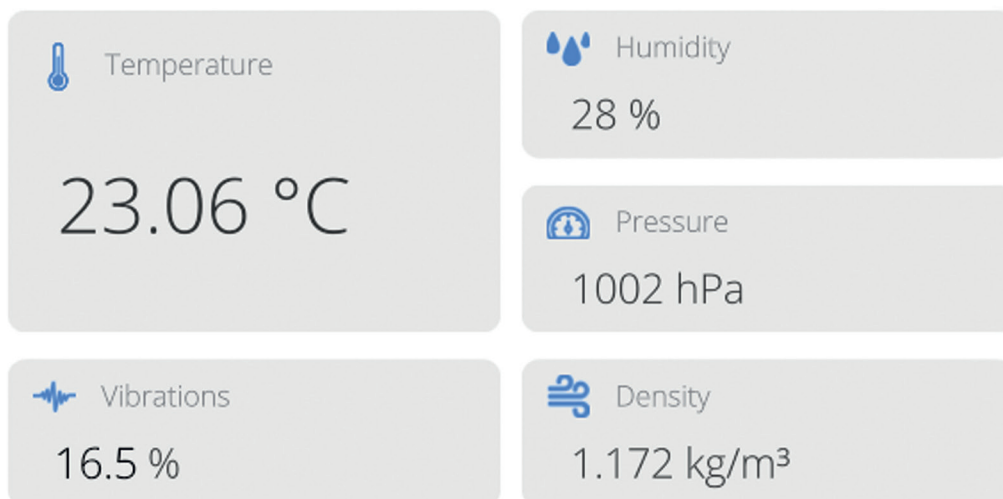 Temperature
23.06 °C
Humidity
28 %
Pressure
1002 hPa
Vibrations
16.5 %
Density
1.172 kg/m³